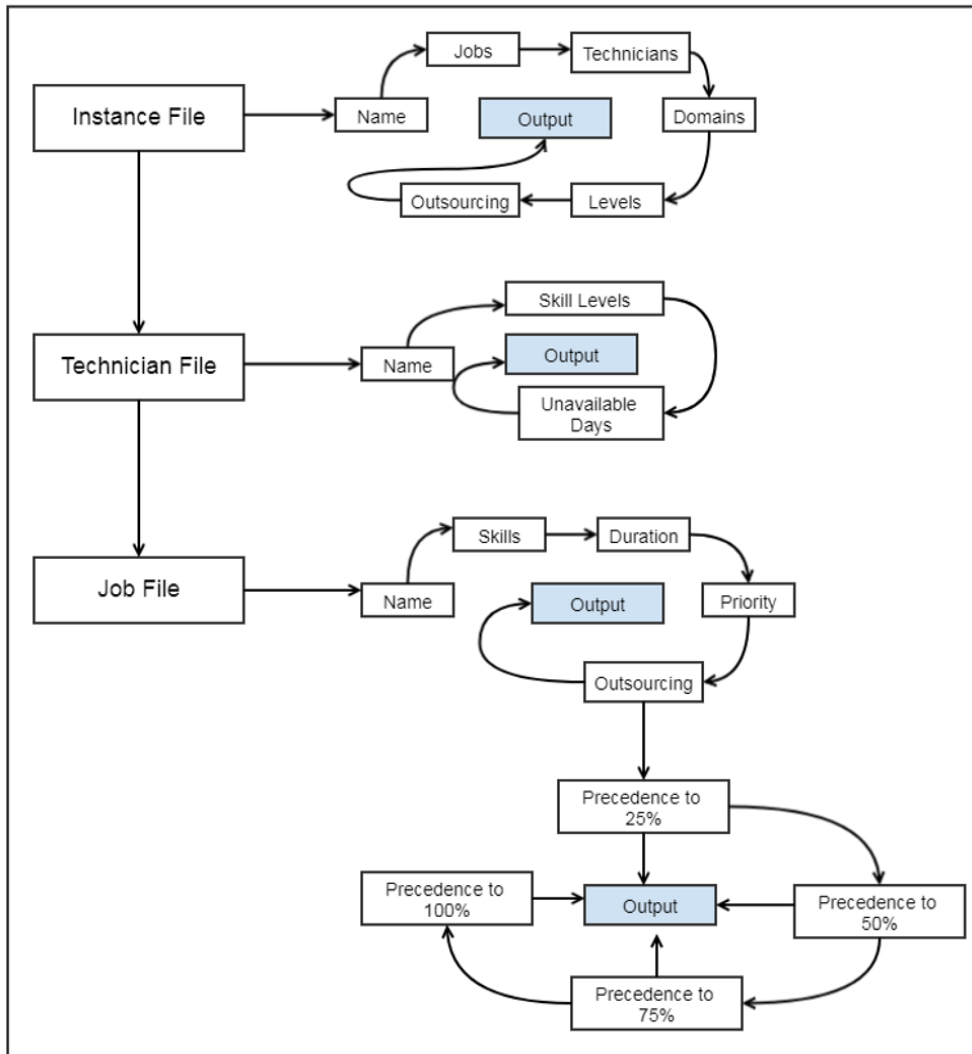 Jobs
Technicians
Instance File
Name
Output
Domains
Outsourcing
Levels
Skill Levels
Technician File
Name
Output
Unavailable
Days
Skills
Duration
Job File
Name
Output
Priority
Outsourcing
Precedence to
25%
Precedence to
100%
Output
Precedence to
50%
Precedence to
75%